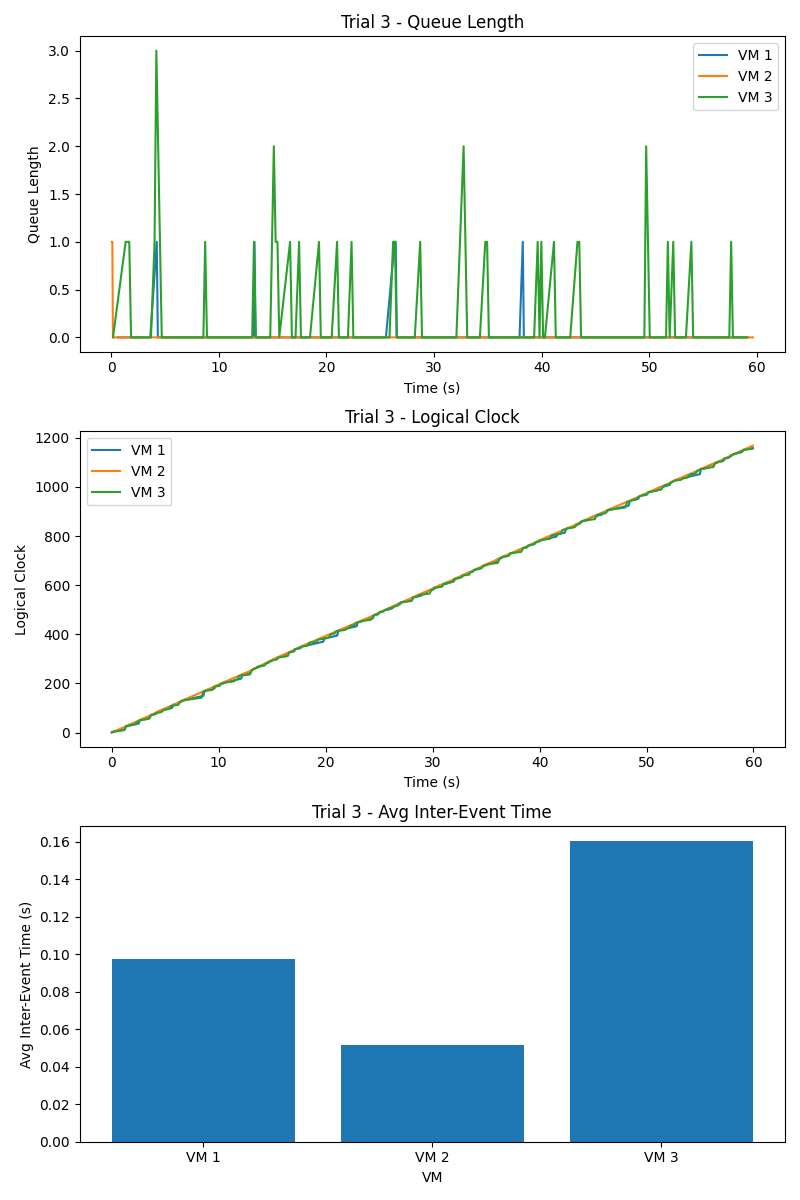 Trial 3 - Queue Length
3.0
2.5
2.0
1.5
1.0
0.5
0.0
Queue Length
VM 1
VM 2
VM 3
0 10 20 30 40 50 60
Time (s)
Trial 3 - Logical Clock
1200
1000
800
600
400
200
0
Logical Clock
VM 1
VM 2
VM 3
0 10 20 30 40 50 60
Time (s)
Trial 3 - Avg Inter-Event Time
0.16
0.14
0.12
0.10
0.08
0.06
0.04
0.02
0.00
Avg Inter-Event Time (s)
VM 1 VM 2 VM 3
VM